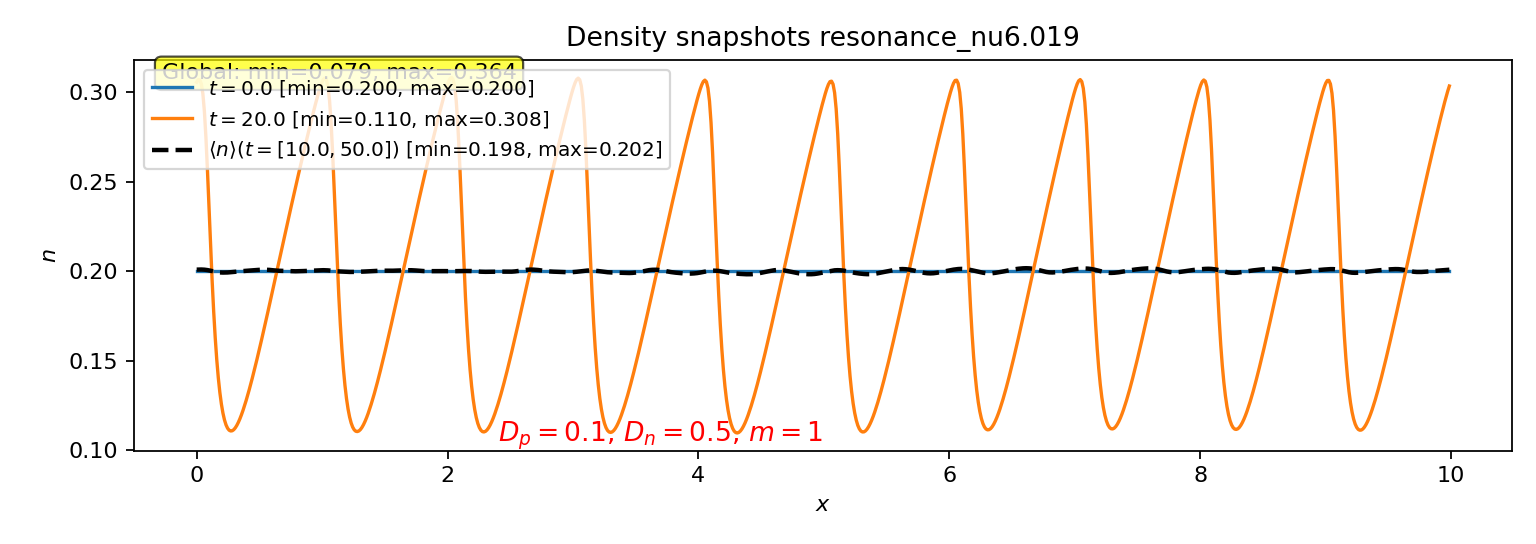 Density snapshots resonance_nu6.019
Global: min=0.079, max=0.364
t = 0.0 [min=0.200, max=0.200]
t = 20.0 [min=0.110, max=0.308]
⟨n⟩(t = [10.0, 50.0]) [min=0.198, max=0.202]
0.30
0.25
0.20
0.15
0.10
n
D_p = 0.1, D_n = 0.5, m = 1
0 2 4 6 8 10
x